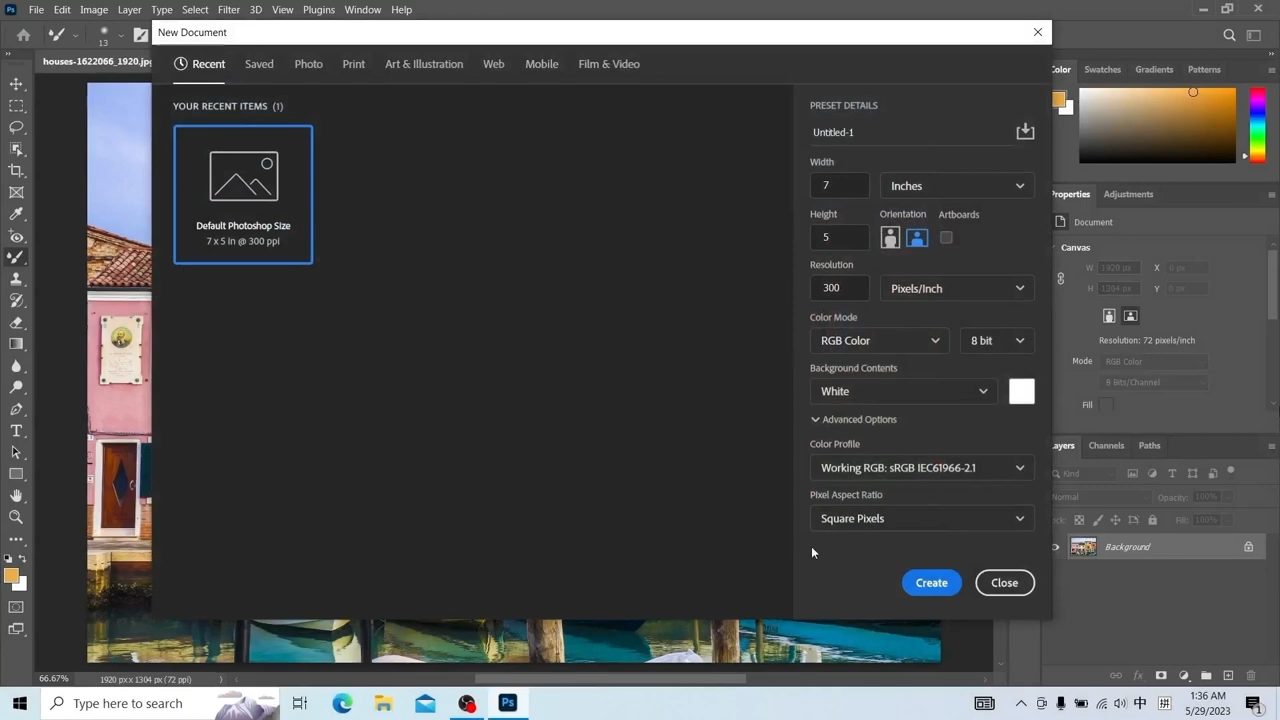 Ps File Edit Image Layer Type Select Filter 3D View Plugins Window Help
13
houses-1622066_1920.jp
New Document
Recent Saved Photo Print Art & Illustration Web Mobile Film & Video
YOUR RECENT ITEMS (1)
Default Photoshop Size
7 x 5 in @ 300 ppi
PRESET DETAILS
Untitled-1
Width
7 Inches
Height Orientation Artboards
5
Resolution
300 Pixels/Inch
Color Mode
RGB Color 8 bit
Background Contents
White
Advanced Options
Color Profile
Working RGB: sRGB IEC61966-2.1
Pixel Aspect Ratio
Square Pixels
Create Close
Color Swatches Gradients Patterns
Properties Adjustments
Document
Canvas
W 1920 px X 0 px
H 1304 px Y 0 px
Resolution: 72 pixels/inch
Mode RGB Color
8 Bits/Channel
Fill
Layers Channels Paths
Kind
Normal Opacity: 100%
Lock: Fill: 100%
Background
66.67% 1920 px x 1304 px (72 ppi)
Type here to search
Ps
中
拼
1:36 AM
5/29/2023
1